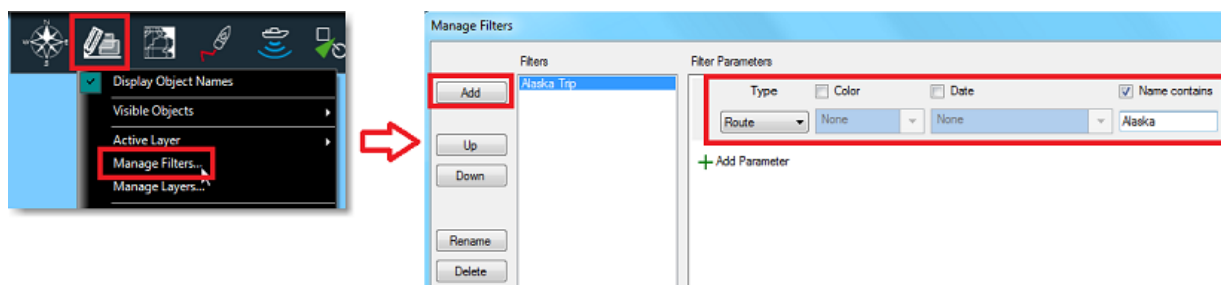 Display Object Names
Visible Objects
Active Layer
Manage Filters...
Manage Layers...
Manage Filters
Filters
Filter Parameters
Add
Alaska Trip
Type
Color
Date
Name contains
Route
None
None
Alaska
Up
Add Parameter
Down
Rename
Delete